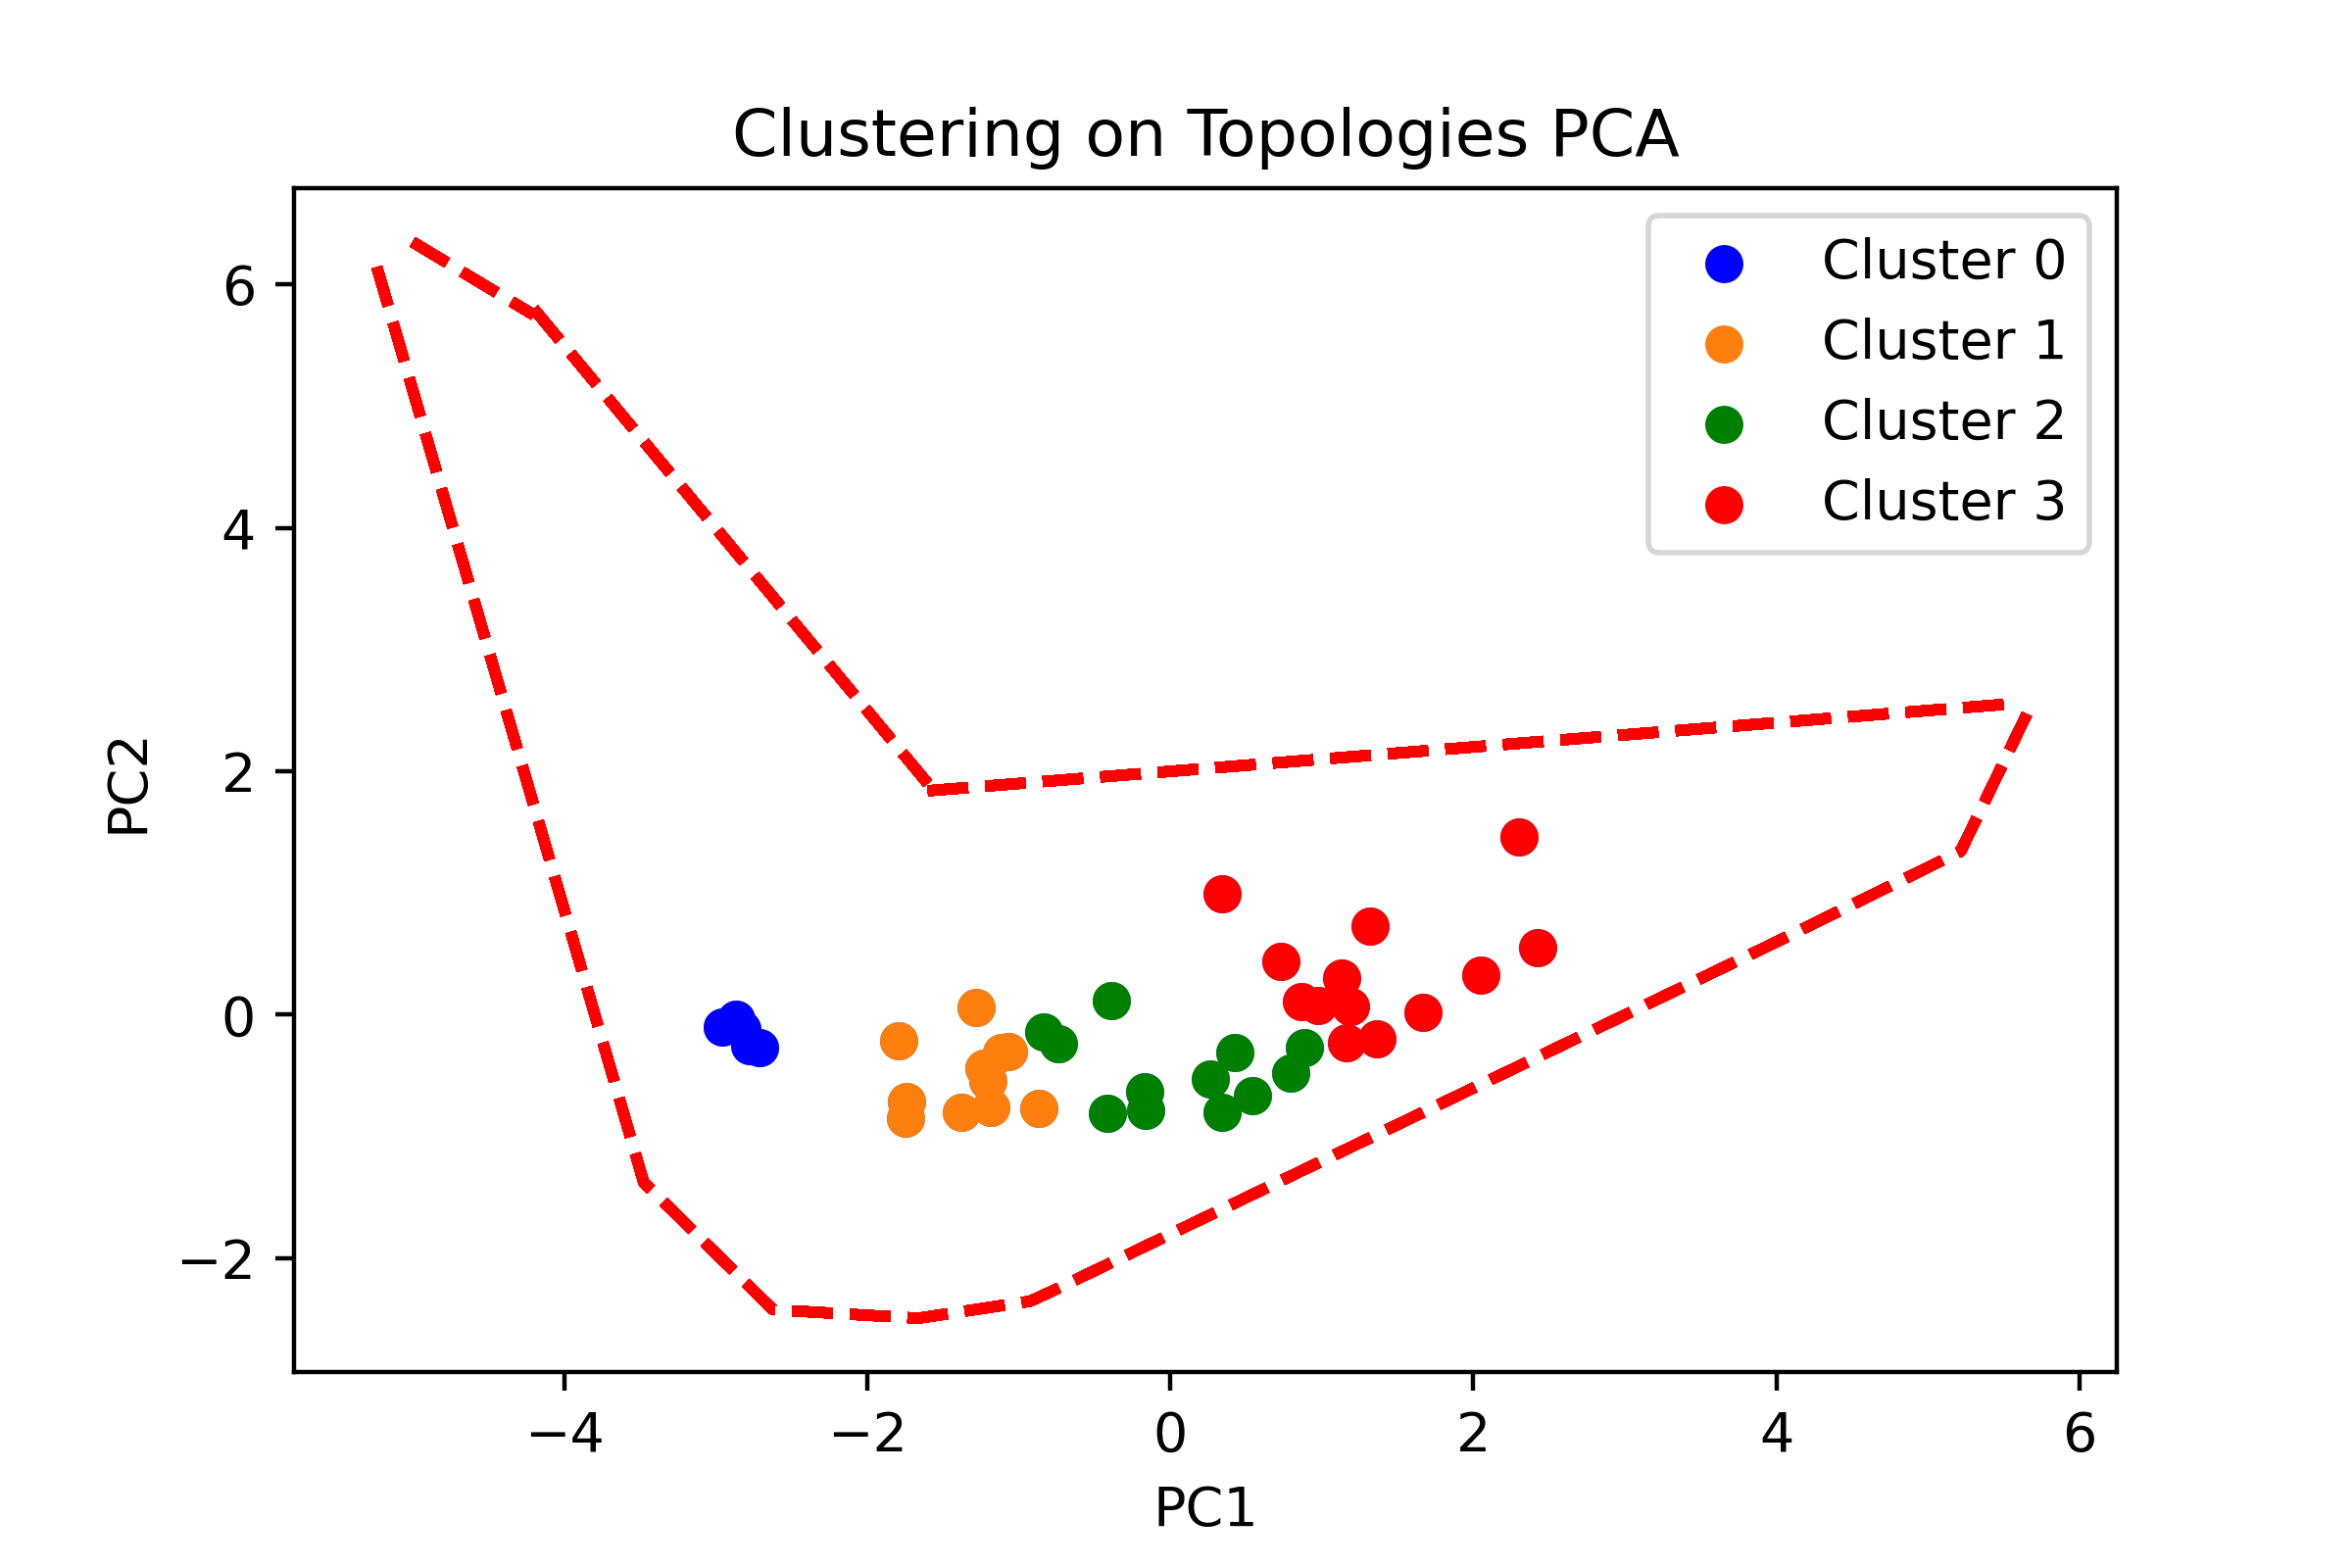 Clustering on Topologies PCA
Cluster 0
Cluster 1
Cluster 2
Cluster 3
6
4
2
0
−2
PC2
−4
−2
0
2
4
6
PC1